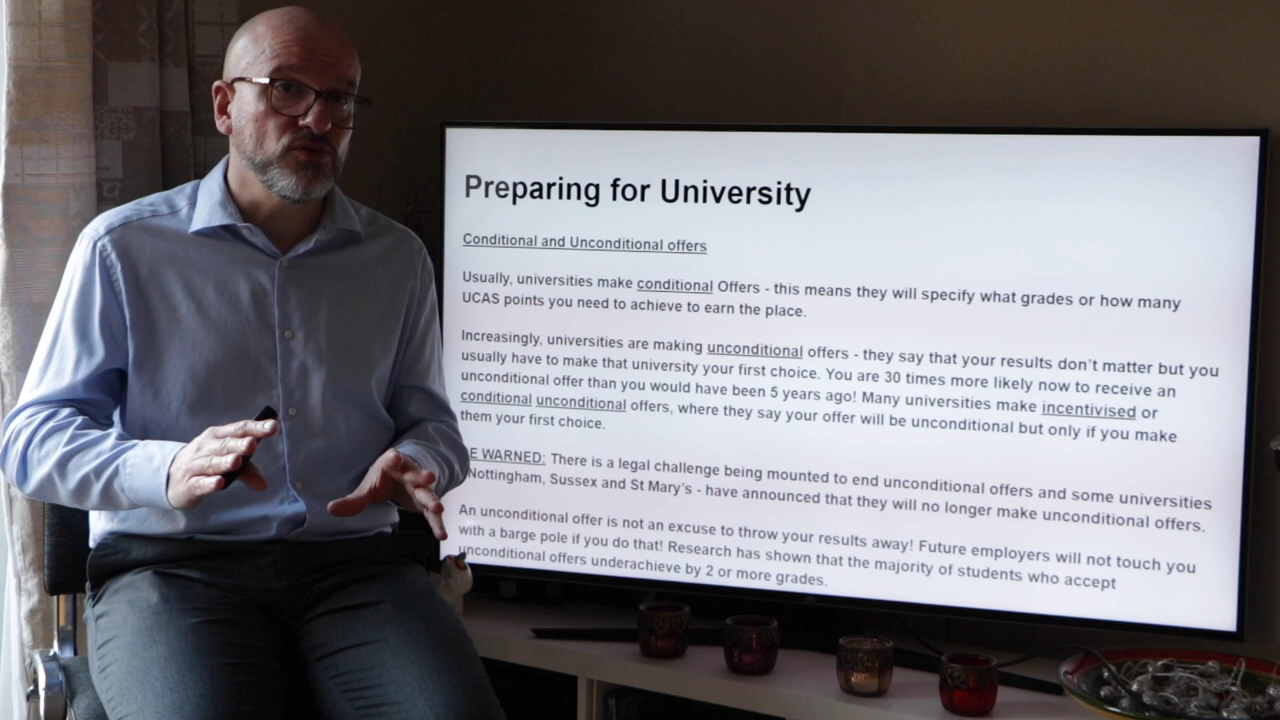 Preparing for University
Conditional and Unconditional offers
Usually, universities make conditional Offers - this means they will specify what grades or how many
UCAS points you need to achieve to earn the place.
Increasingly, universities are making unconditional offers - they say that your results don't matter but you
usually have to make that university your first choice. You are 30 times more likely now to receive an
unconditional offer than you would have been 5 years ago! Many universities make incentivised or
conditional unconditional offers, where they say your offer will be unconditional but only if you make
them your first choice.
E WARNED: There is a legal challenge being mounted to end unconditional offers and some universities
Nottingham, Sussex and St Mary's - have announced that they will no longer make unconditional offers.
An unconditional offer is not an excuse to throw your results away! Future employers will not touch you
with a barge pole if you do that! Research has shown that the majority of students who accept
unconditional offers underachieve by 2 or more grades.